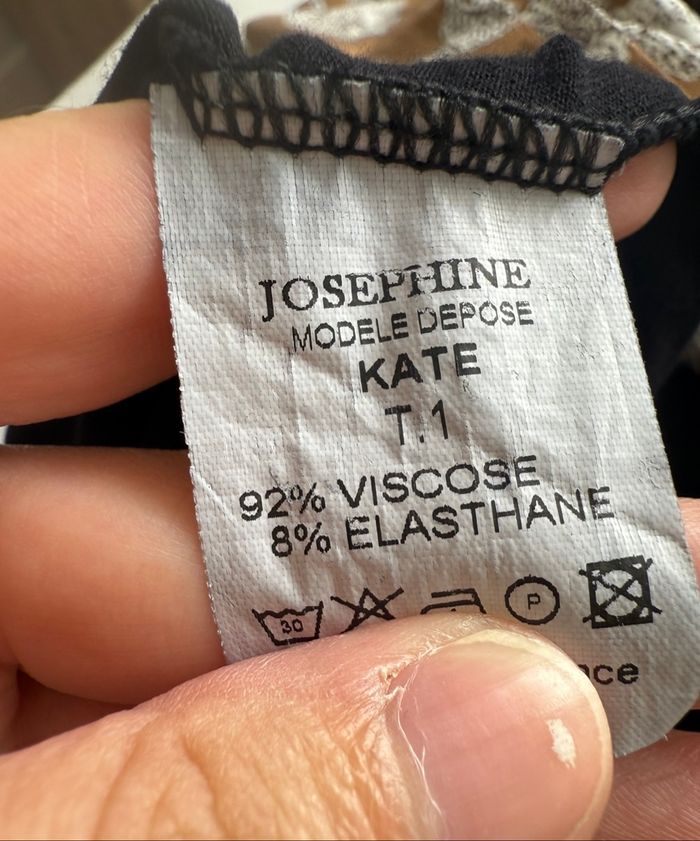 JOSEPHINE
MODELE DEPOSE
KATE
T.1
92% VISCOSE
8% ELASTHANE
30 P